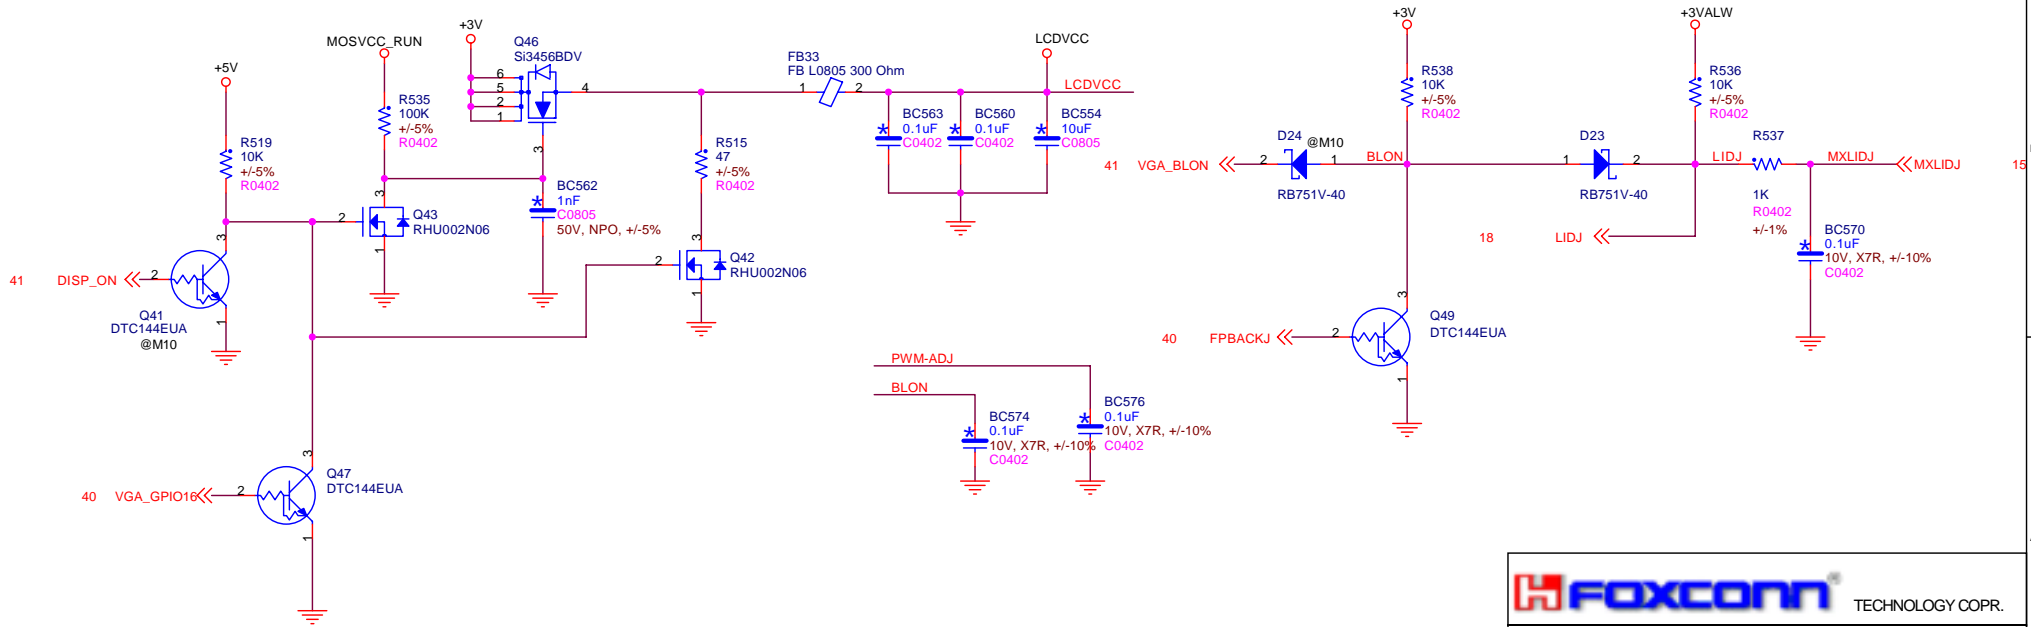 +5V
R519
10K
+/-5%
R0402
41
DISP_ON
2
3
1
Q41
DTC144EUA
@M10
MOSVCC_RUN
R535
100K
+/-5%
R0402
2
3
1
Q43
RHU002N06
+3V
Q46
Si3456BDV
6
5
2
1
4
3
BC562
1nF
C0805
50V, NPO, +/-5%
R515
47
+/-5%
R0402
2
3
1
Q42
RHU002N06
FB33
FB L0805 300 Ohm
1
2
LCDVCC
LCDVCC
BC563
0.1uF
C0402
BC560
0.1uF
C0402
BC554
10uF
C0805
40
VGA_GPIO16
2
3
1
Q47
DTC144EUA
PWM-ADJ
BLON
BC574
0.1uF
10V, X7R, +/-10%
C0402
BC576
0.1uF
10V, X7R, +/-10%
C0402
+3V
R538
10K
+/-5%
R0402
+3VALW
R536
10K
+/-5%
R0402
41
VGA_BLON
2
D24
@M10
1
RB751V-40
BLON
1
D23
2
RB751V-40
LIDJ
R537
1K
R0402
+/-1%
MXLIDJ
MXLIDJ
15
18
LIDJ
BC570
0.1uF
10V, X7R, +/-10%
C0402
40
FPBACKJ
2
3
1
Q49
DTC144EUA
FOXCONN
®
TECHNOLOGY COPR.